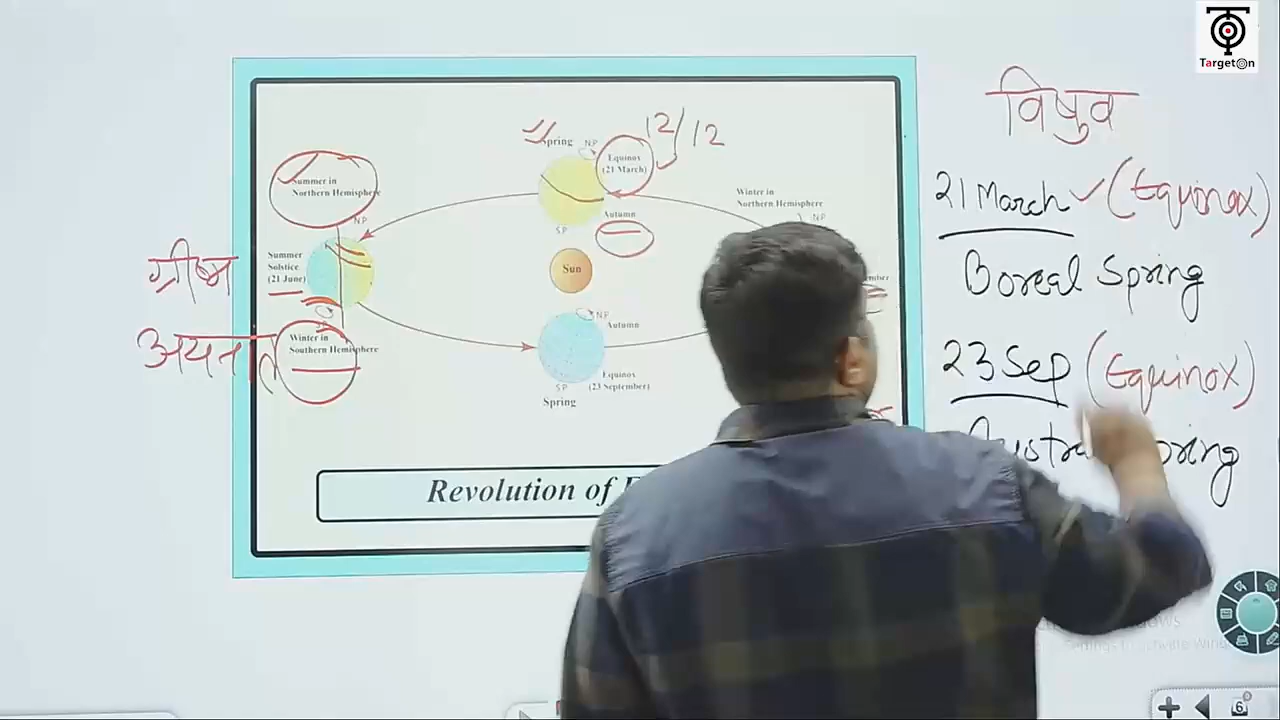 TargetOn
विषुव
12/12
Spring
NP
Equinox
(21 March)
Autumn
SP
Summer in
Northern Hemisphere
Winter in
Northern Hemisphere
NP
NP
21 March ✓ (Equinox)
Boreal Spring
ग्रीष्म
अयनांत
Summer
Solstice
(21 June)
Sun
Winter in
Southern Hemisphere
NP
Autumn
SP
Equinox
(23 September)
Spring
23 Sep (Equinox)
Revolution of